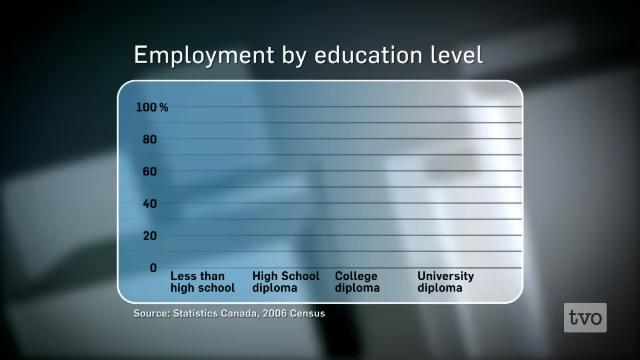 Employment by education level
100 %
80
60
40
20
0
Less than
high school
High School
diploma
College
diploma
University
diploma
Source: Statistics Canada, 2006 Census
tvo